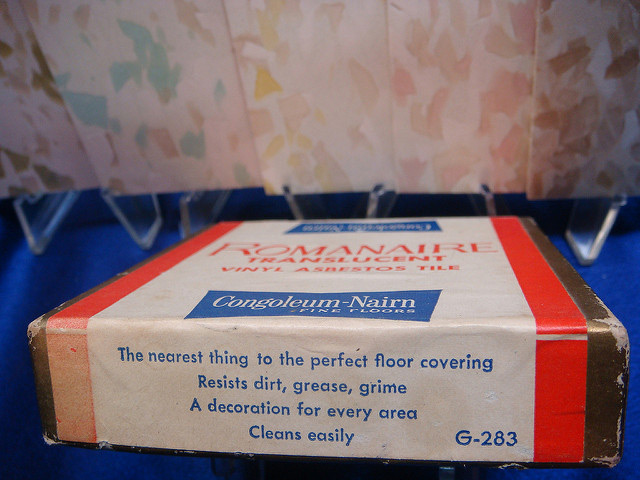 ROMANAIRE
TRANSLUCENT
VINYL ASBESTOS TILE
Congoleum-Nairn
FINE FLOORS
The nearest thing to the perfect floor covering
Resists dirt, grease, grime
A decoration for every area
Cleans easily
G-283